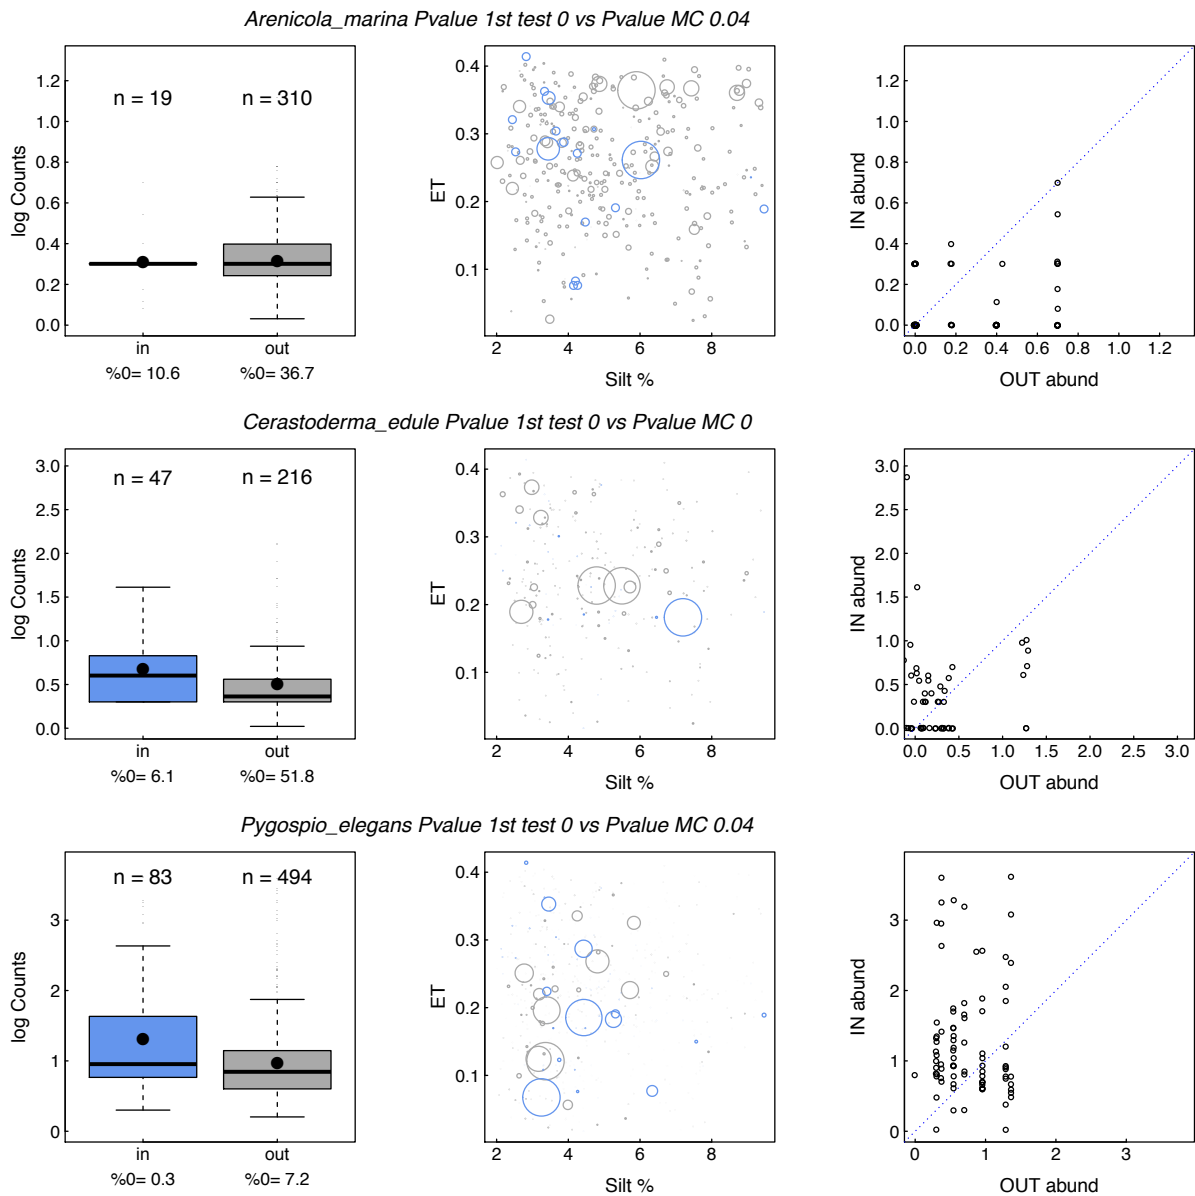 Arenicola_marina Pvalue 1st test 0 vs Pvalue MC 0.04
log Counts
1.2
1.0
0.8
0.6
0.4
0.2
0.0
n = 19
n = 310
in
out
%0= 10.6
%0= 36.7
ET
0.4
0.3
0.2
0.1
2
4
6
8
Silt %
IN abund
1.2
1.0
0.8
0.6
0.4
0.2
0.0
0.0 0.2 0.4 0.6 0.8 1.0 1.2
OUT abund
Cerastoderma_edule Pvalue 1st test 0 vs Pvalue MC 0
log Counts
3.0
2.5
2.0
1.5
1.0
0.5
0.0
n = 47
n = 216
in
out
%0= 6.1
%0= 51.8
ET
0.4
0.3
0.2
0.1
2
4
6
8
Silt %
IN abund
3.0
2.5
2.0
1.5
1.0
0.5
0.0
0.0 0.5 1.0 1.5 2.0 2.5 3.0
OUT abund
Pygospio_elegans Pvalue 1st test 0 vs Pvalue MC 0.04
log Counts
3
2
1
0
n = 83
n = 494
in
out
%0= 0.3
%0= 7.2
ET
0.4
0.3
0.2
0.1
2
4
6
8
Silt %
IN abund
3
2
1
0
0 1 2 3
OUT abund